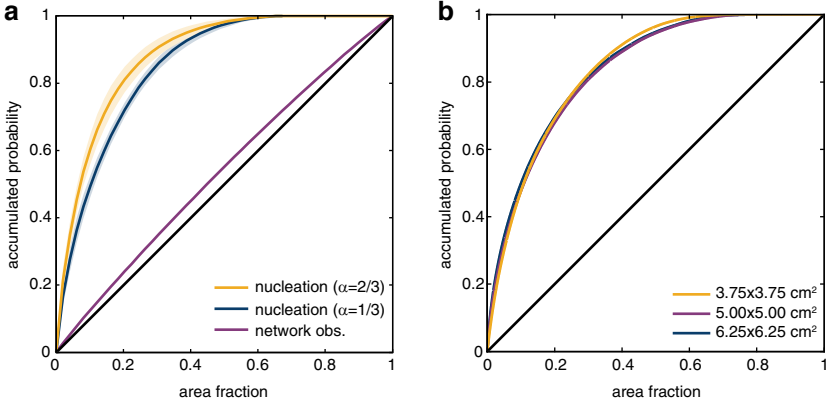 a
accumulated probability
1
0.8
0.6
0.4
0.2
0
0
0.2
0.4
0.6
0.8
1
area fraction
nucleation (α=2/3)
nucleation (α=1/3)
network obs.
b
accumulated probability
1
0.8
0.6
0.4
0.2
0
0
0.2
0.4
0.6
0.8
1
area fraction
3.75x3.75 cm²
5.00x5.00 cm²
6.25x6.25 cm²